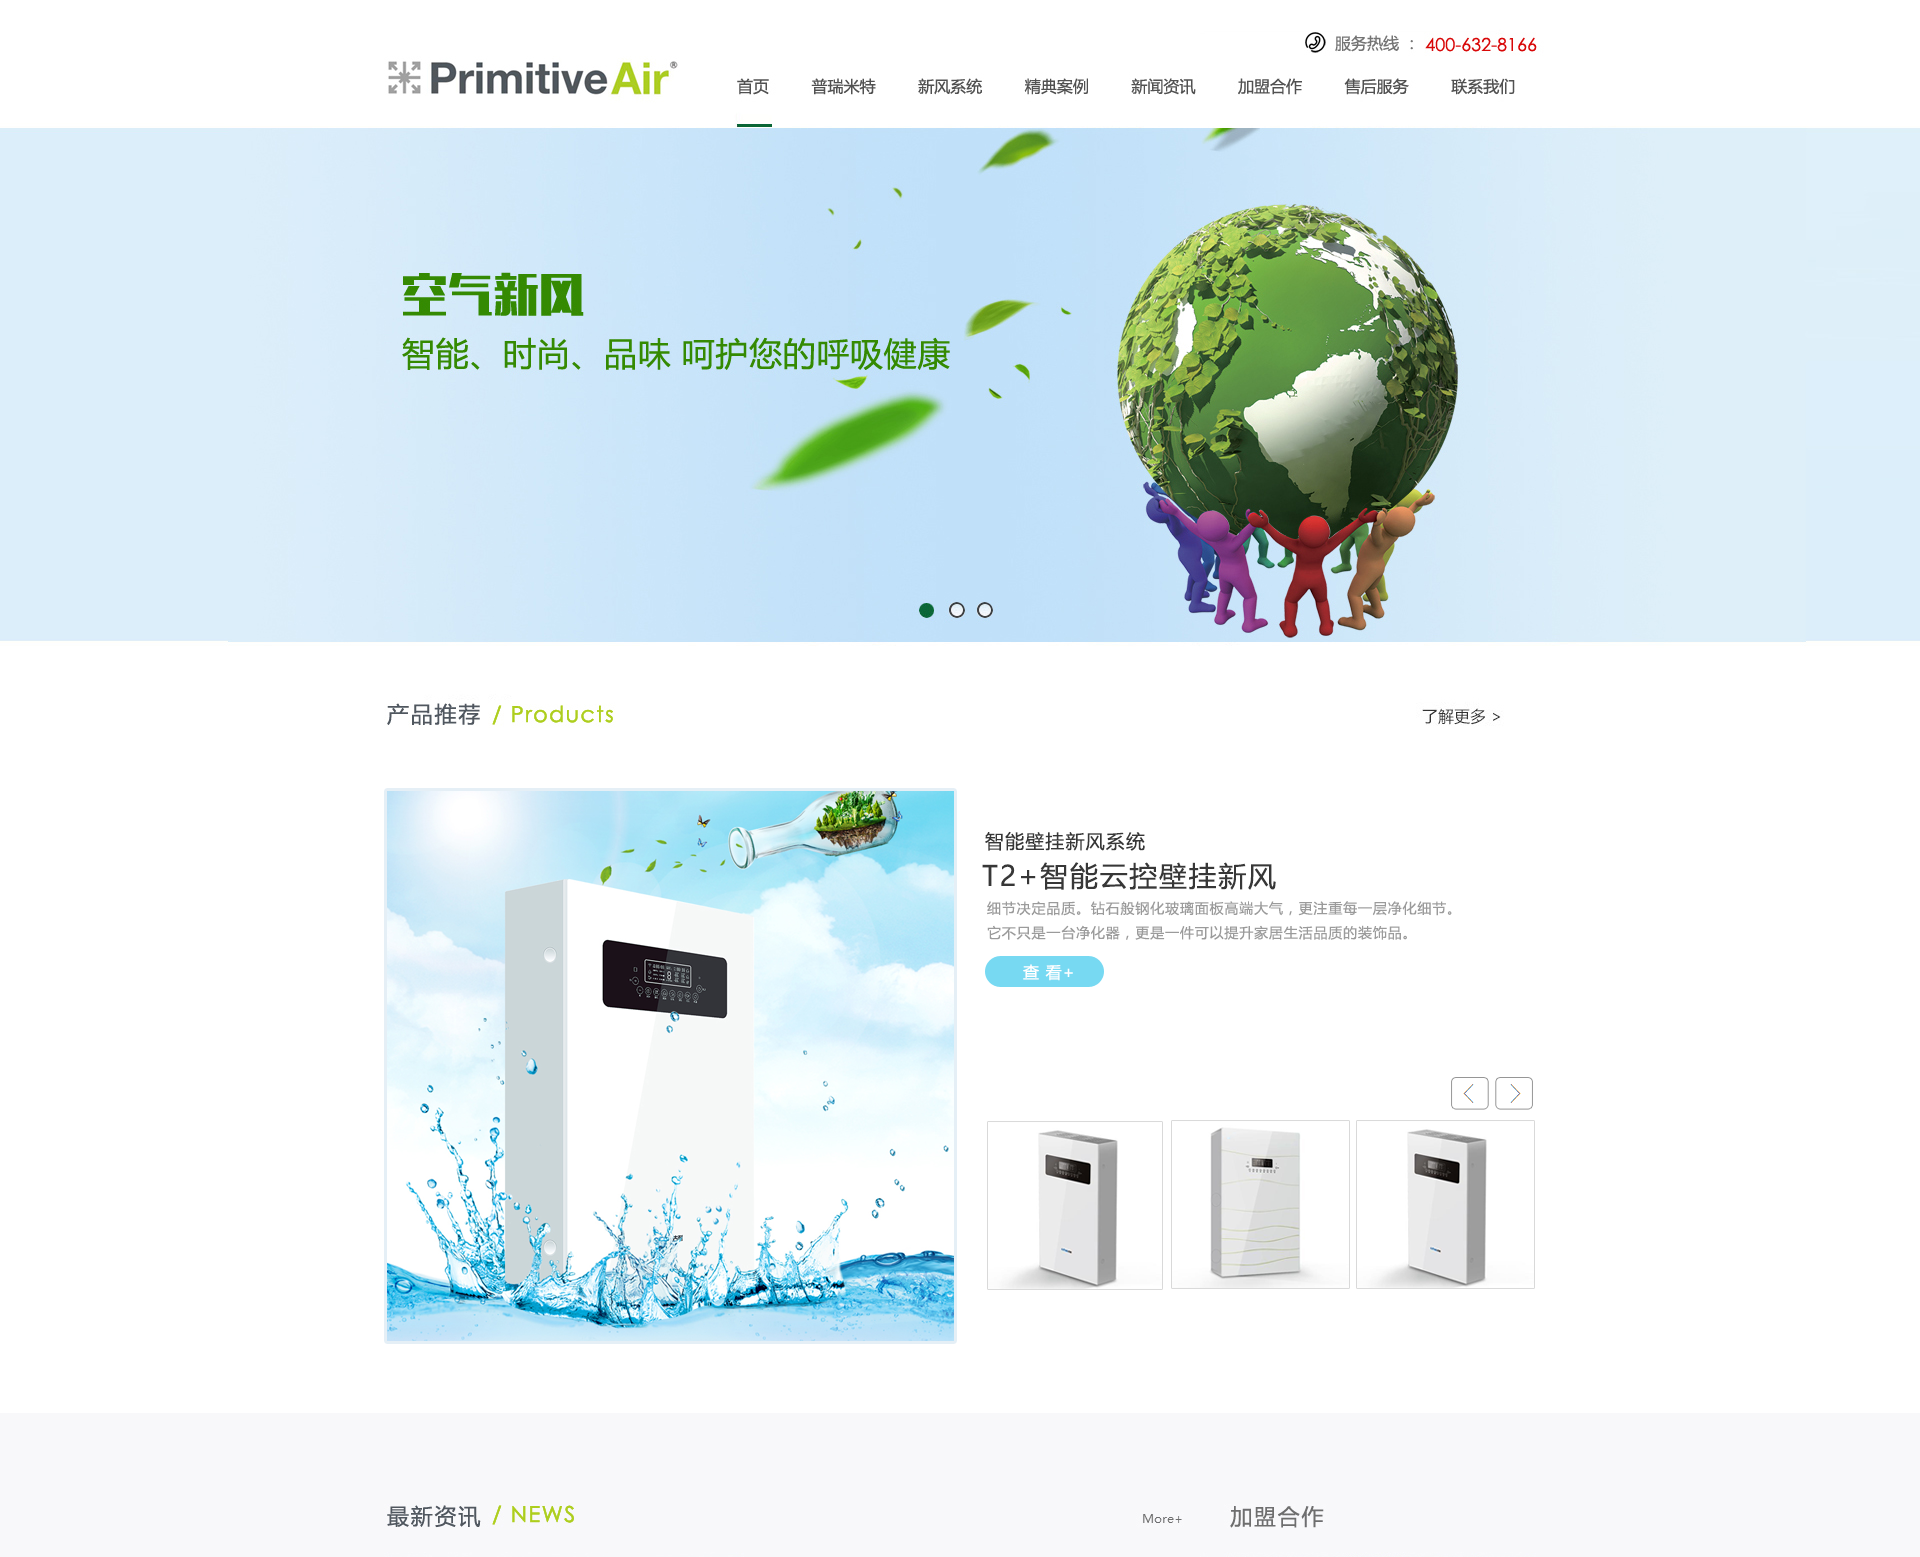 服务热线 ： 400-632-8166
PrimitiveAir®
首页 普瑞米特 新风系统 精典案例 新闻资讯 加盟合作 售后服务 联系我们
空气新风
智能、时尚、品味 呵护您的呼吸健康
产品推荐 / Products
了解更多 >
智能壁挂新风系统
T2+智能云控壁挂新风
细节决定品质。钻石般钢化玻璃面板高端大气，更注重每一层净化细节。
它不只是一台净化器，更是一件可以提升家居生活品质的装饰品。
查 看+
最新资讯 / NEWS
More+
加盟合作